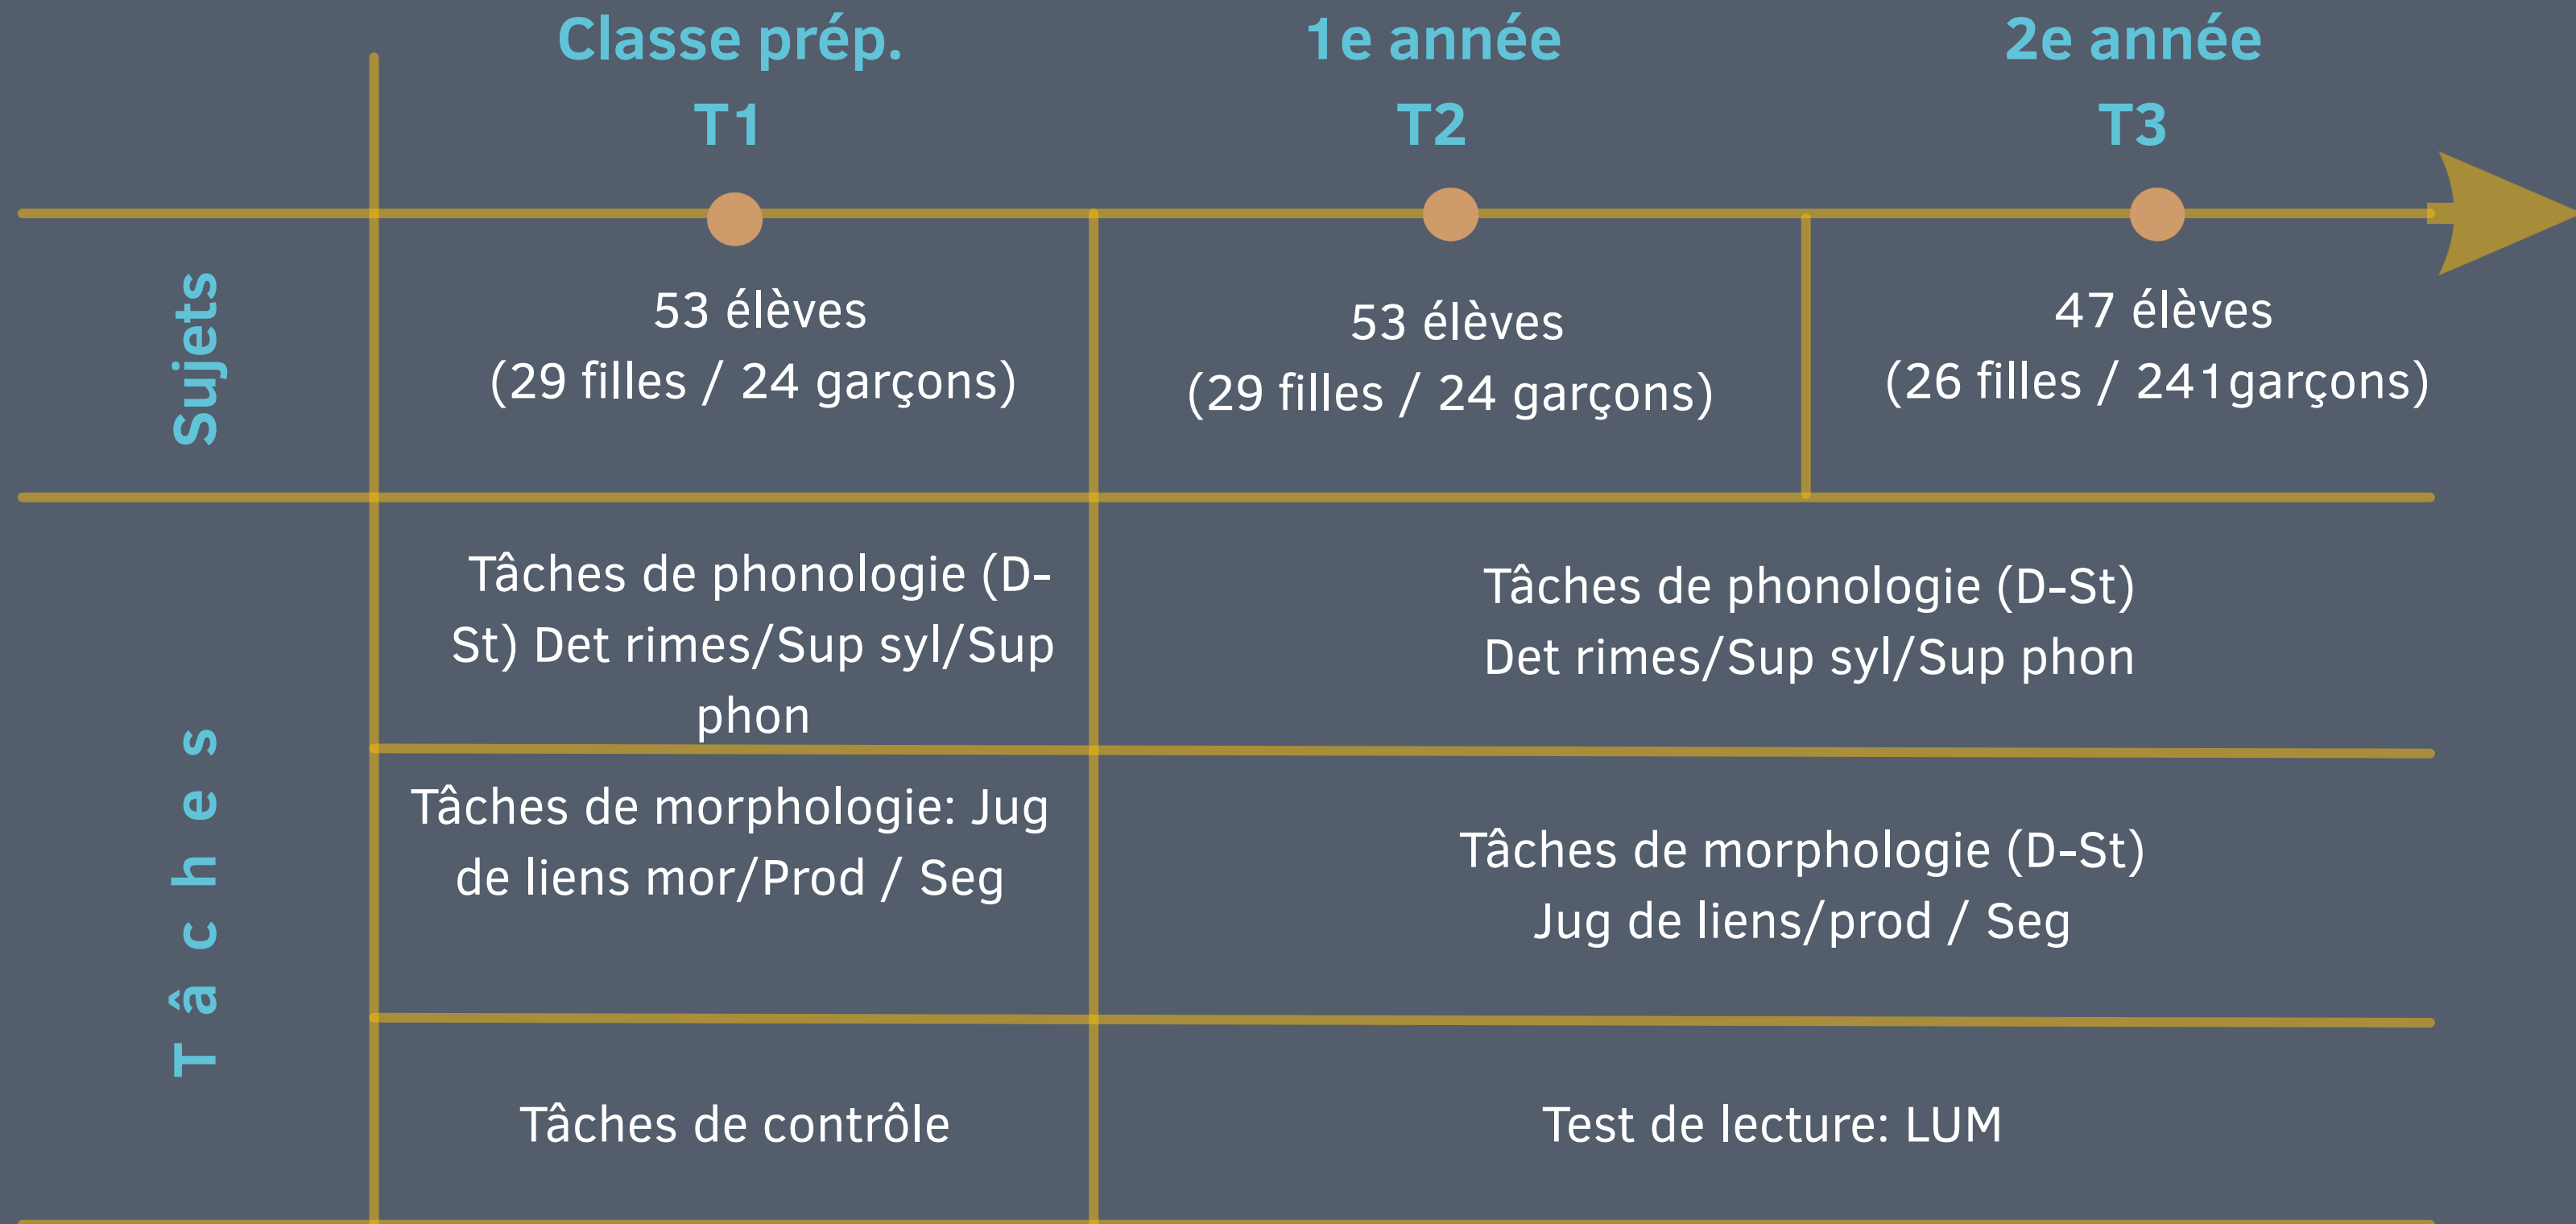 Classe prép.
T1
1e année
T2
2e année
T3
Sujets
53 élèves
(29 filles / 24 garçons)
53 élèves
(29 filles / 24 garçons)
47 élèves
(26 filles / 241garçons)
Tâches
Tâches de phonologie (D-
St) Det rimes/Sup syl/Sup
phon
Tâches de phonologie (D-St)
Det rimes/Sup syl/Sup phon
Tâches de morphologie: Jug
de liens mor/Prod / Seg
Tâches de morphologie (D-St)
Jug de liens/prod / Seg
Tâches de contrôle
Test de lecture: LUM